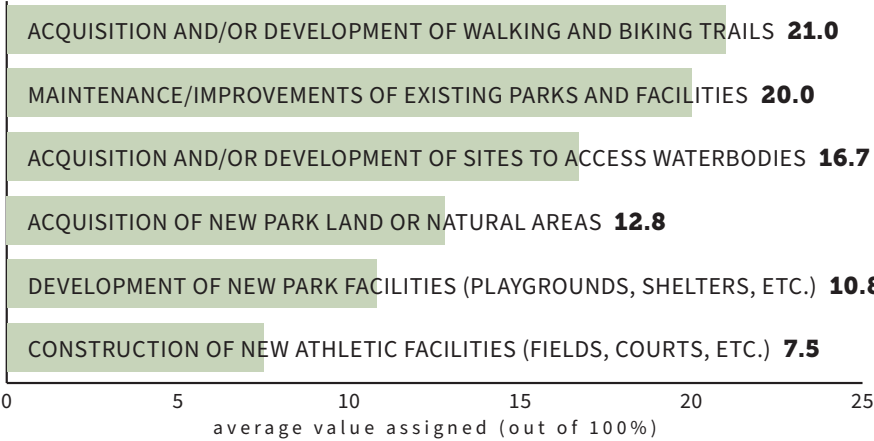 ACQUISITION AND/OR DEVELOPMENT OF WALKING AND BIKING TRAILS 21.0
MAINTENANCE/IMPROVEMENTS OF EXISTING PARKS AND FACILITIES 20.0
ACQUISITION AND/OR DEVELOPMENT OF SITES TO ACCESS WATERBODIES 16.7
ACQUISITION OF NEW PARK LAND OR NATURAL AREAS 12.8
DEVELOPMENT OF NEW PARK FACILITIES (PLAYGROUNDS, SHELTERS, ETC.) 10.8
CONSTRUCTION OF NEW ATHLETIC FACILITIES (FIELDS, COURTS, ETC.) 7.5
0 5 10 15 20 25
average value assigned (out of 100%)